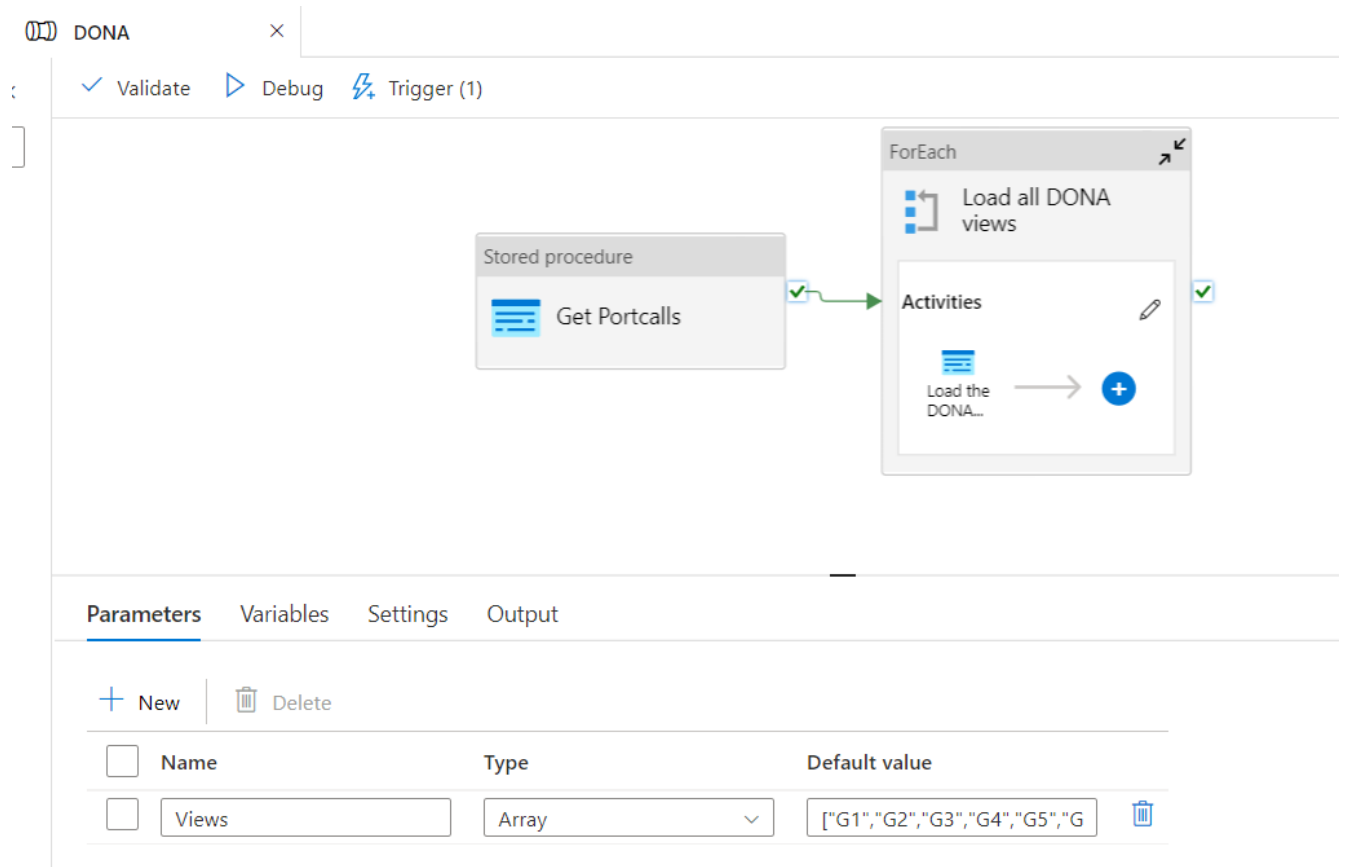 DONA
Validate Debug Trigger (1)
ForEach
Load all DONA
views
Stored procedure
Get Portcalls
Activities
Load the
DONA...
Parameters Variables Settings Output
New Delete
Name Type Default value
Views Array ["G1","G2","G3","G4","G5","G